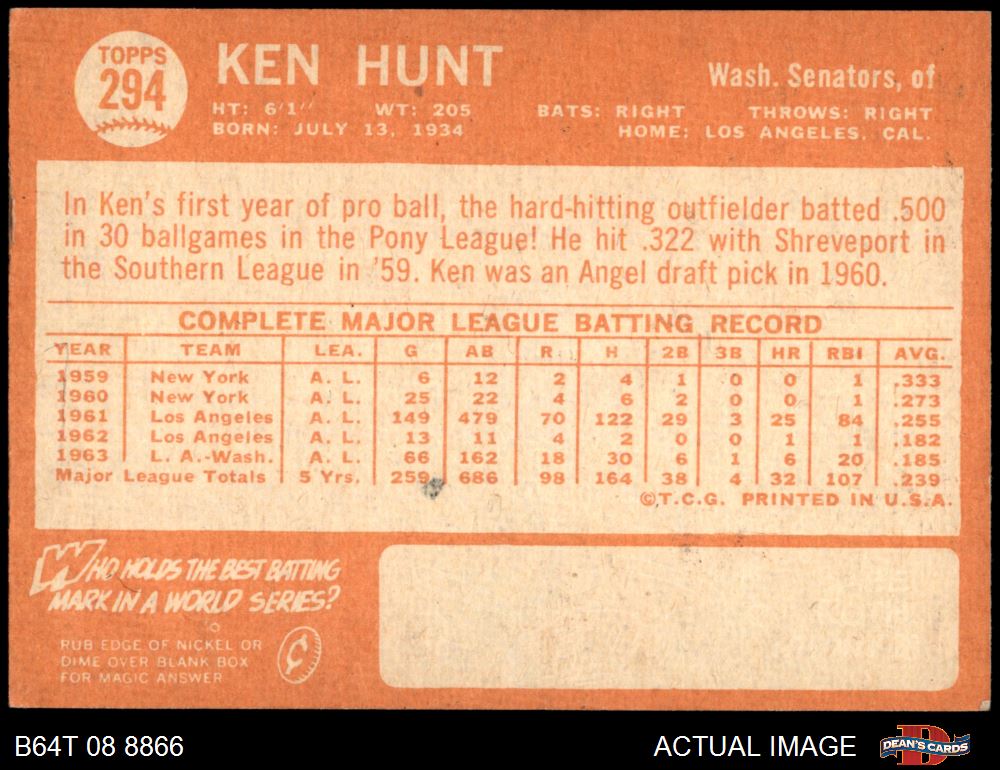 TOPPS
294
KEN HUNT
Wash. Senators, of
HT: 6'1" WT: 205 BATS: RIGHT THROWS: RIGHT
BORN: JULY 13, 1934 HOME: LOS ANGELES, CAL.
In Ken's first year of pro ball, the hard-hitting outfielder batted .500
in 30 ballgames in the Pony League! He hit .322 with Shreveport in
the Southern League in '59. Ken was an Angel draft pick in 1960.
COMPLETE MAJOR LEAGUE BATTING RECORD
YEAR TEAM LEA. G AB R H 2B 3B HR RBI AVG.
1959 New York A. L. 6 12 2 4 1 0 0 1 .333
1960 New York A. L. 25 22 4 6 2 0 0 1 .273
1961 Los Angeles A. L. 149 479 70 122 29 3 25 84 .255
1962 Los Angeles A. L. 13 11 4 2 0 0 1 1 .182
1963 L. A.-Wash. A. L. 66 162 18 30 6 1 6 20 .185
Major League Totals 5 Yrs. 259 686 98 164 38 4 32 107 .239
©T.C.G. PRINTED IN U.S.A.
WHO HOLDS THE BEST BATTING
MARK IN A WORLD SERIES?
RUB EDGE OF NICKEL OR
DIME OVER BLANK BOX
FOR MAGIC ANSWER
¢
B64T 08 8866
ACTUAL IMAGE
DEAN'S CARDS